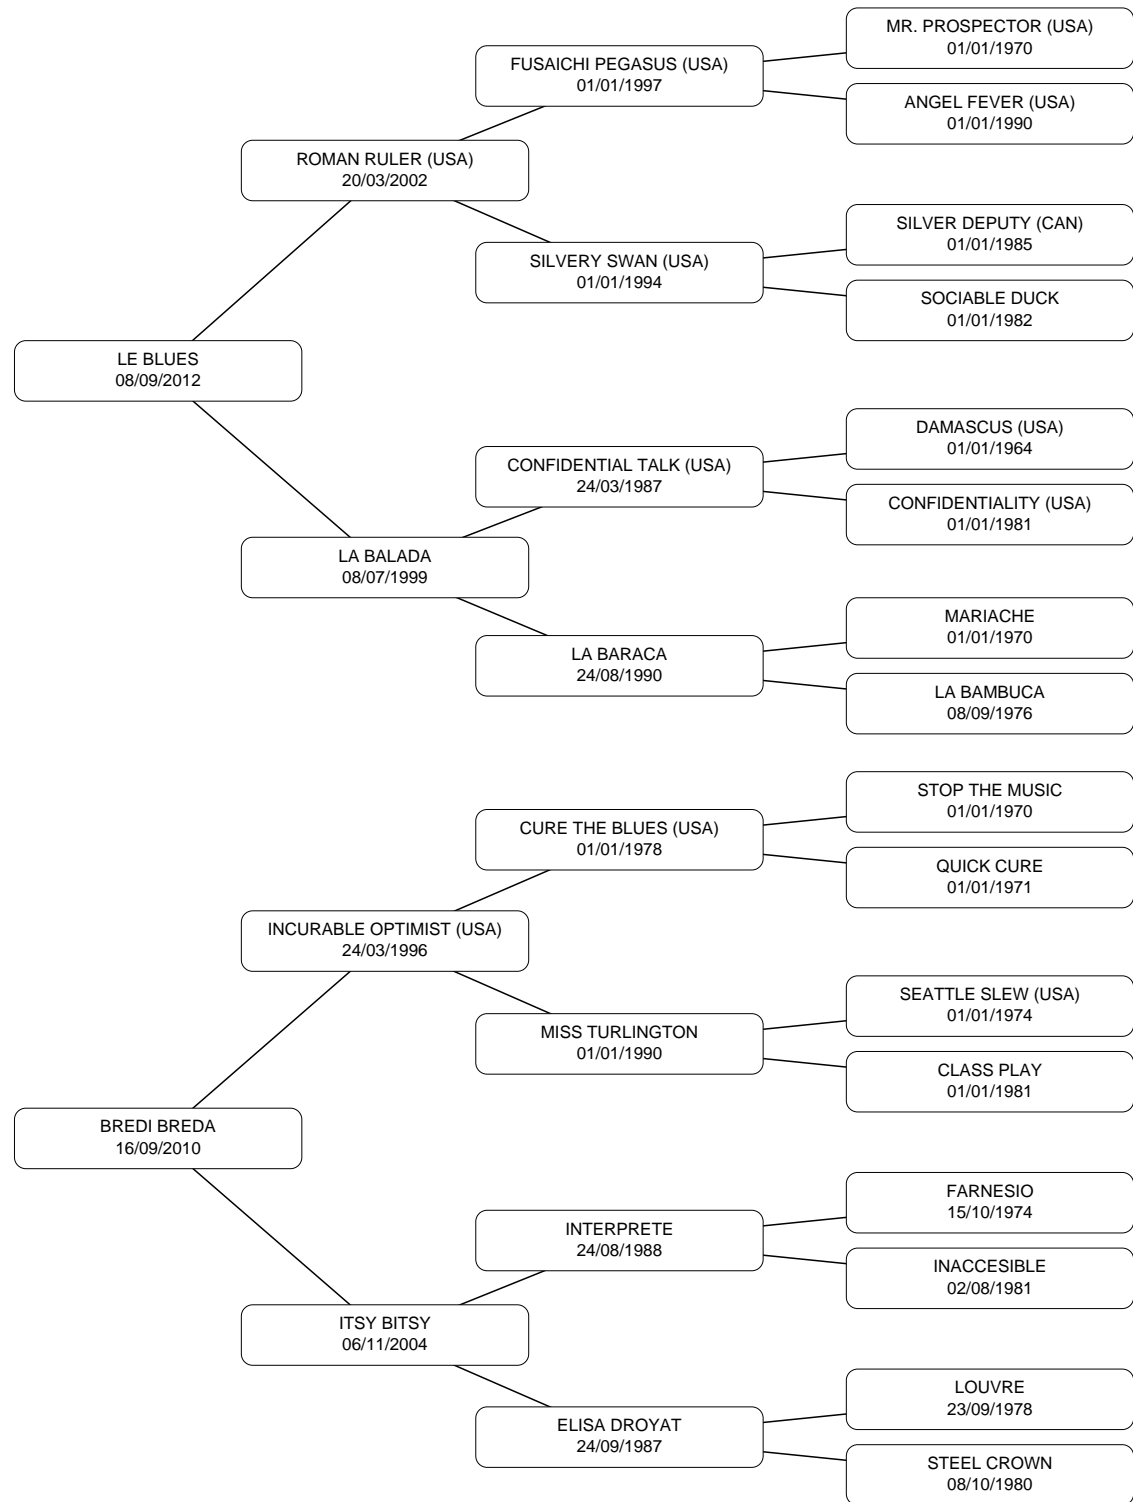 MR. PROSPECTOR (USA)
01/01/1970
FUSAICHI PEGASUS (USA)
01/01/1997
ANGEL FEVER (USA)
01/01/1990
ROMAN RULER (USA)
20/03/2002
SILVER DEPUTY (CAN)
01/01/1985
SILVERY SWAN (USA)
01/01/1994
SOCIABLE DUCK
01/01/1982
LE BLUES
08/09/2012
DAMASCUS (USA)
01/01/1964
CONFIDENTIAL TALK (USA)
24/03/1987
CONFIDENTIALITY (USA)
01/01/1981
LA BALADA
08/07/1999
MARIACHE
01/01/1970
LA BARACA
24/08/1990
LA BAMBUCA
08/09/1976
STOP THE MUSIC
01/01/1970
CURE THE BLUES (USA)
01/01/1978
QUICK CURE
01/01/1971
INCURABLE OPTIMIST (USA)
24/03/1996
SEATTLE SLEW (USA)
01/01/1974
MISS TURLINGTON
01/01/1990
CLASS PLAY
01/01/1981
BREDI BREDA
16/09/2010
FARNESIO
15/10/1974
INTERPRETE
24/08/1988
INACCESIBLE
02/08/1981
ITSY BITSY
06/11/2004
LOUVRE
23/09/1978
ELISA DROYAT
24/09/1987
STEEL CROWN
08/10/1980